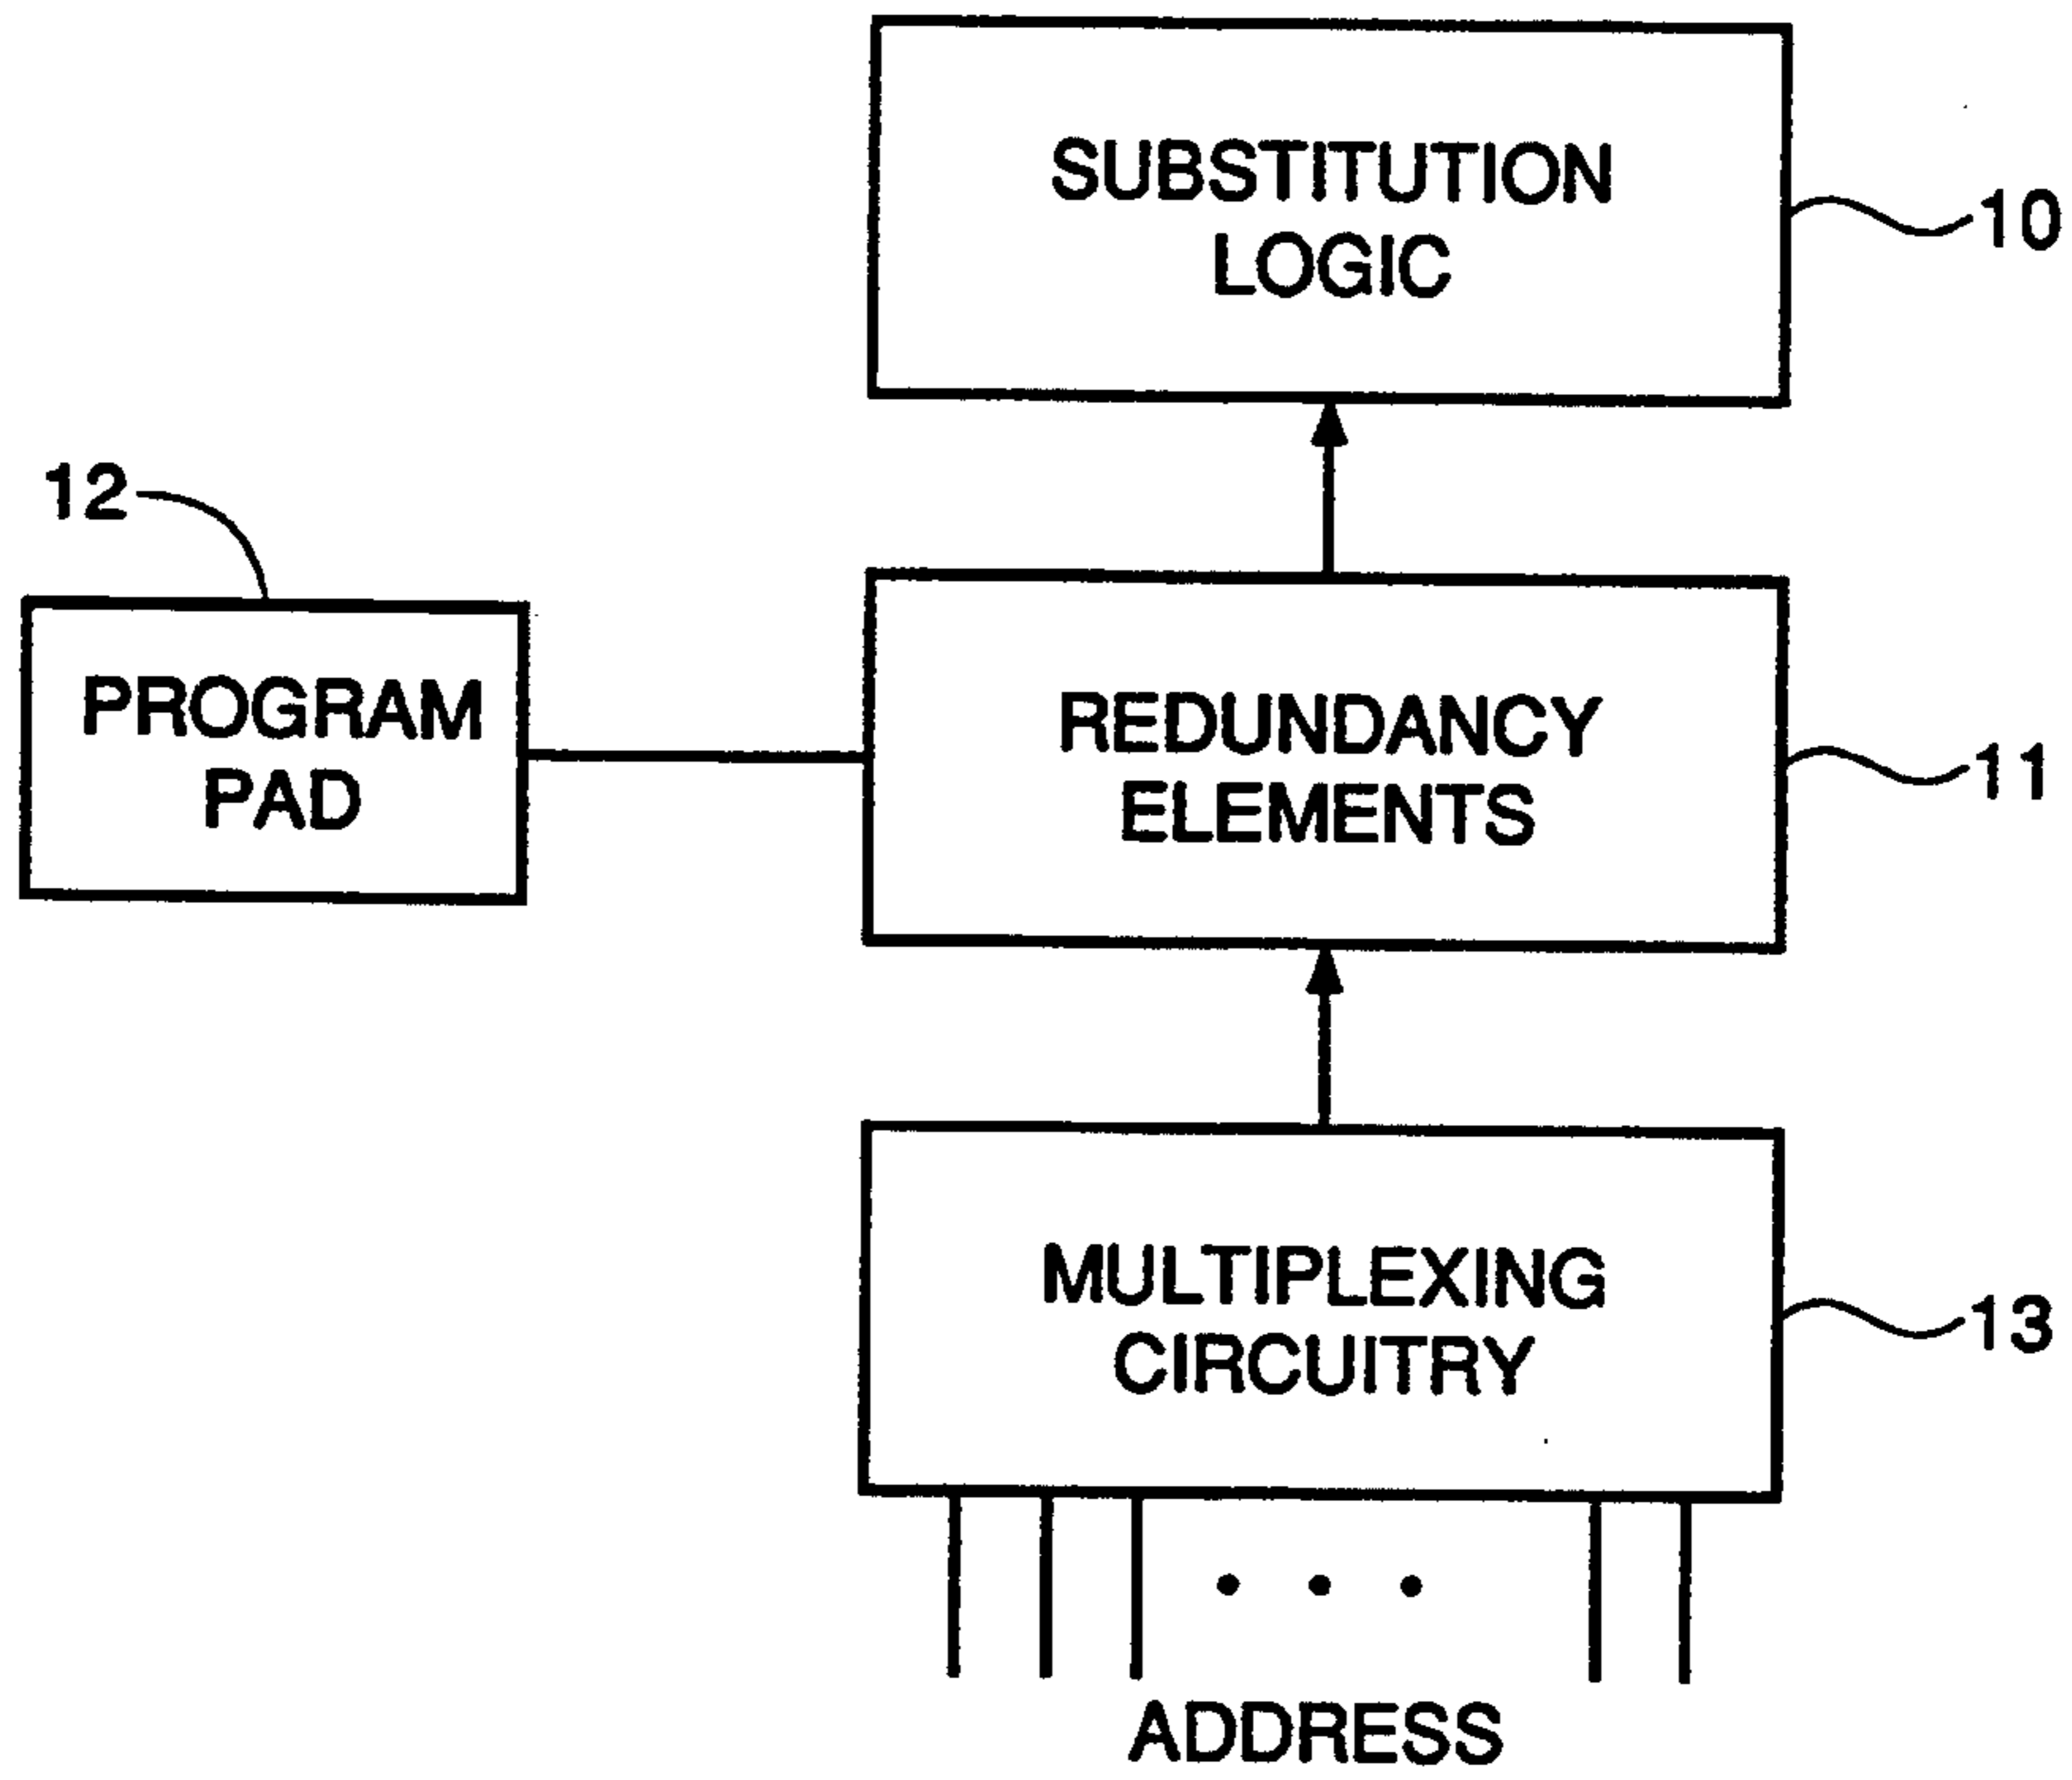 SUBSTITUTION
LOGIC
10
12
PROGRAM
PAD
REDUNDANCY
ELEMENTS
11
MULTIPLEXING
CIRCUITRY
13
ADDRESS